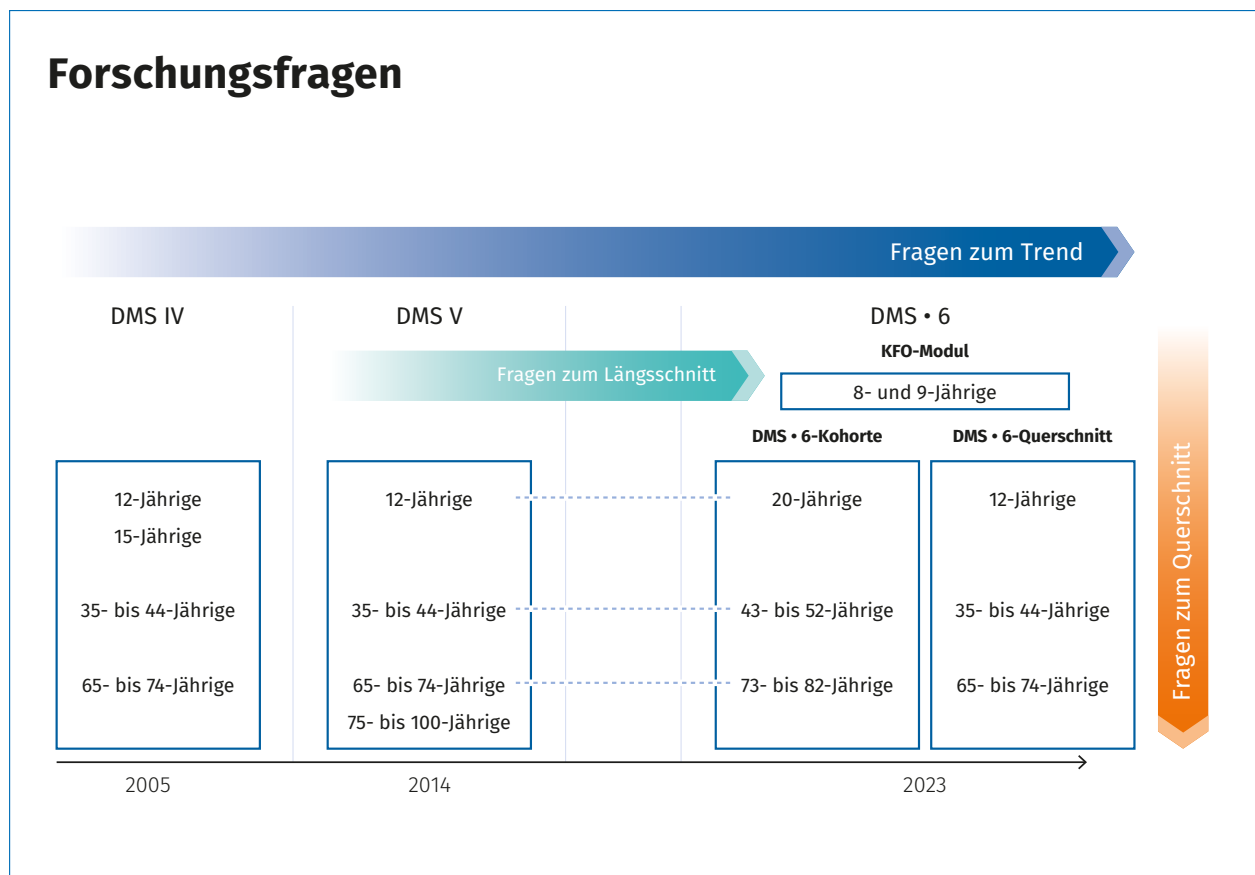 Forschungsfragen
Fragen zum Trend
DMS IV
DMS V
DMS • 6
KFO-Modul
Fragen zum Längsschnitt
8- und 9-Jährige
DMS • 6-Kohorte
DMS • 6-Querschnitt
12-Jährige
15-Jährige
35- bis 44-Jährige
65- bis 74-Jährige
12-Jährige
35- bis 44-Jährige
65- bis 74-Jährige
75- bis 100-Jährige
20-Jährige
43- bis 52-Jährige
73- bis 82-Jährige
12-Jährige
35- bis 44-Jährige
65- bis 74-Jährige
Fragen zum Querschnitt
2005
2014
2023